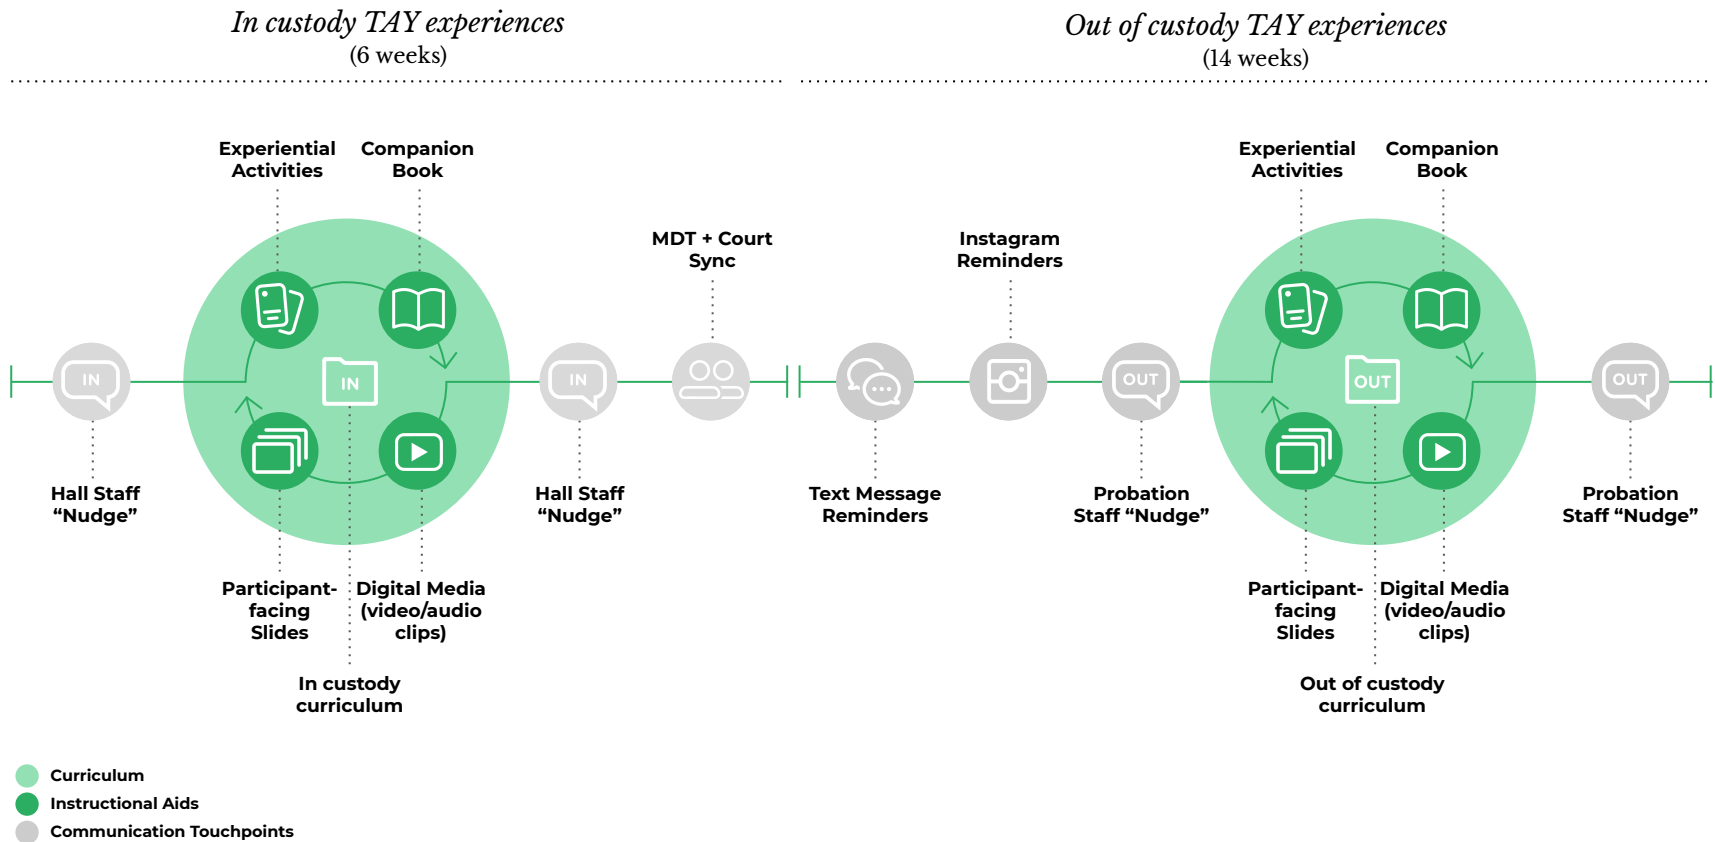 In custody TAY experiences
(6 weeks)
Out of custody TAY experiences
(14 weeks)
Experiential
Activities
Companion
Book
MDT + Court
Sync
IN
IN
IN
Hall Staff
“Nudge”
Hall Staff
“Nudge”
Participant-
facing
Slides
Digital Media
(video/audio
clips)
In custody
curriculum
Experiential
Activities
Companion
Book
Instagram
Reminders
OUT
OUT
OUT
Text Message
Reminders
Probation
Staff “Nudge”
Probation
Staff “Nudge”
Participant-
facing
Slides
Digital Media
(video/audio
clips)
Out of custody
curriculum
Curriculum
Instructional Aids
Communication Touchpoints